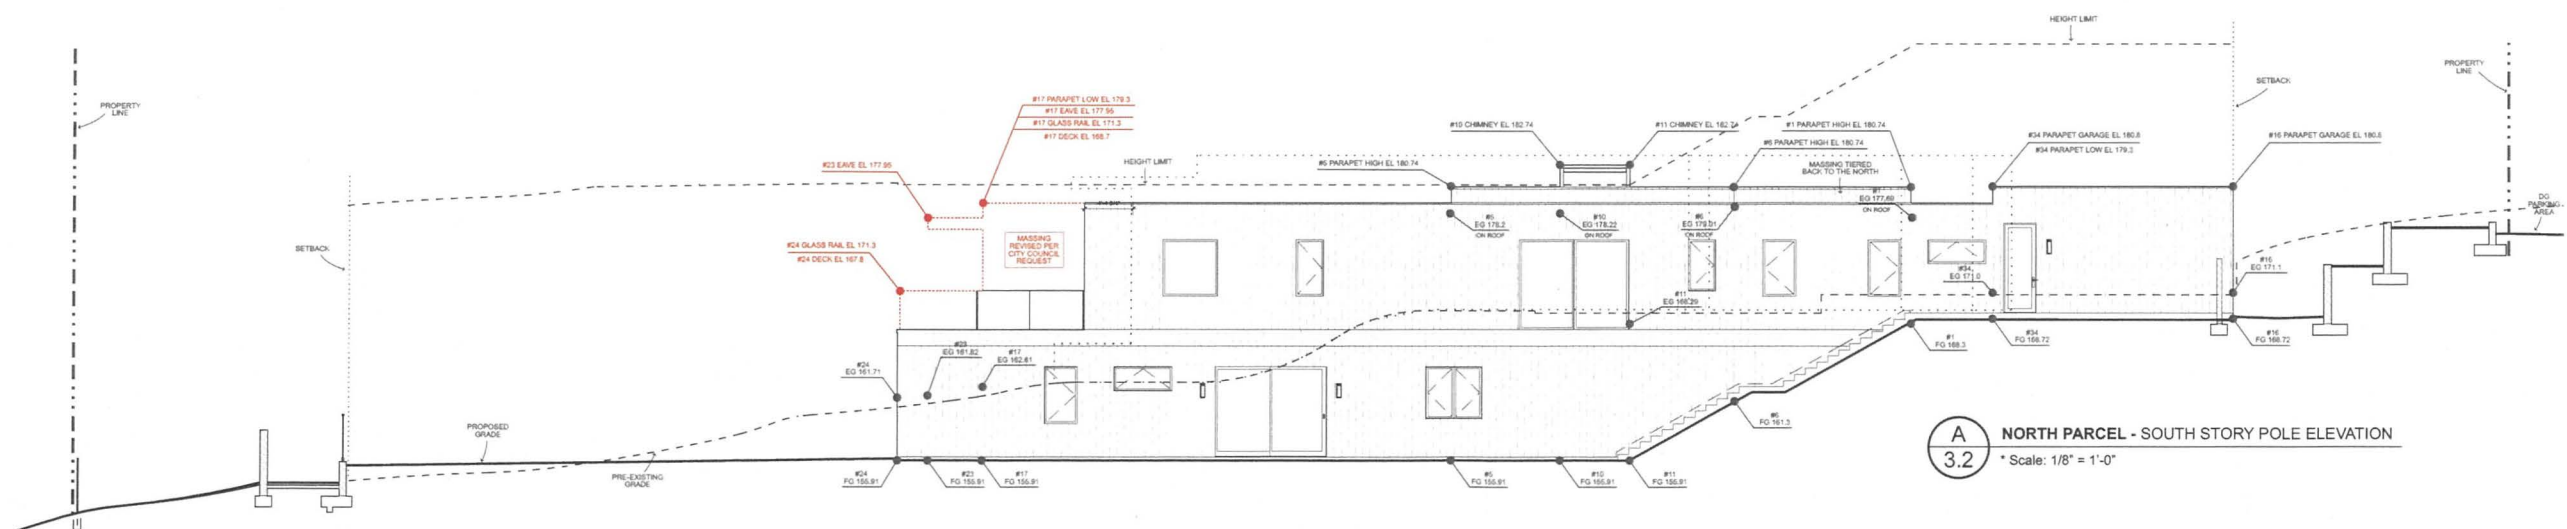 HEIGHT LIMIT
PROPERTY
LINE
PROPERTY
LINE
SETBACK
#17 PARAPET LOW EL 179.3
#17 EAVE EL 177.95
#17 GLASS RAIL EL 171.3
#17 DECK EL 168.7
#10 CHIMNEY EL 182.74
#11 CHIMNEY EL 182.74
#1 PARAPET HIGH EL 180.74
#34 PARAPET GARAGE EL 180.8
#34 PARAPET LOW EL 179.3
#16 PARAPET GARAGE EL 180.8
#6 PARAPET HIGH EL 180.74
#23 EAVE EL 177.95
HEIGHT LIMIT
#5 PARAPET HIGH EL 180.74
MASSING TIERED
BACK TO THE NORTH
#1
EG 177.69
ON ROOF
DG
PARKING
AREA
#5
EG 178.2
ON ROOF
#10
EG 178.22
ON ROOF
#6
EG 179.01
ON ROOF
SETBACK
#24 GLASS RAIL EL 171.3
#24 DECK EL 167.8
MASSING
REVISED PER
CITY COUNCIL
REQUEST
#34
EG 171.0
#16
EG 171.1
#11
EG 168.29
#24
EG 161.71
#23
EG 161.82
#17
EG 162.61
#1
FG 168.3
#34
FG 168.72
#16
FG 168.72
#6
FG 161.3
PROPOSED
GRADE
PRE-EXISTING
GRADE
#24
FG 155.91
#23
FG 155.91
#17
FG 155.91
#5
FG 155.91
#10
FG 155.91
#11
FG 155.91
A
3.2
NORTH PARCEL - SOUTH STORY POLE ELEVATION
* Scale: 1/8" = 1'-0"